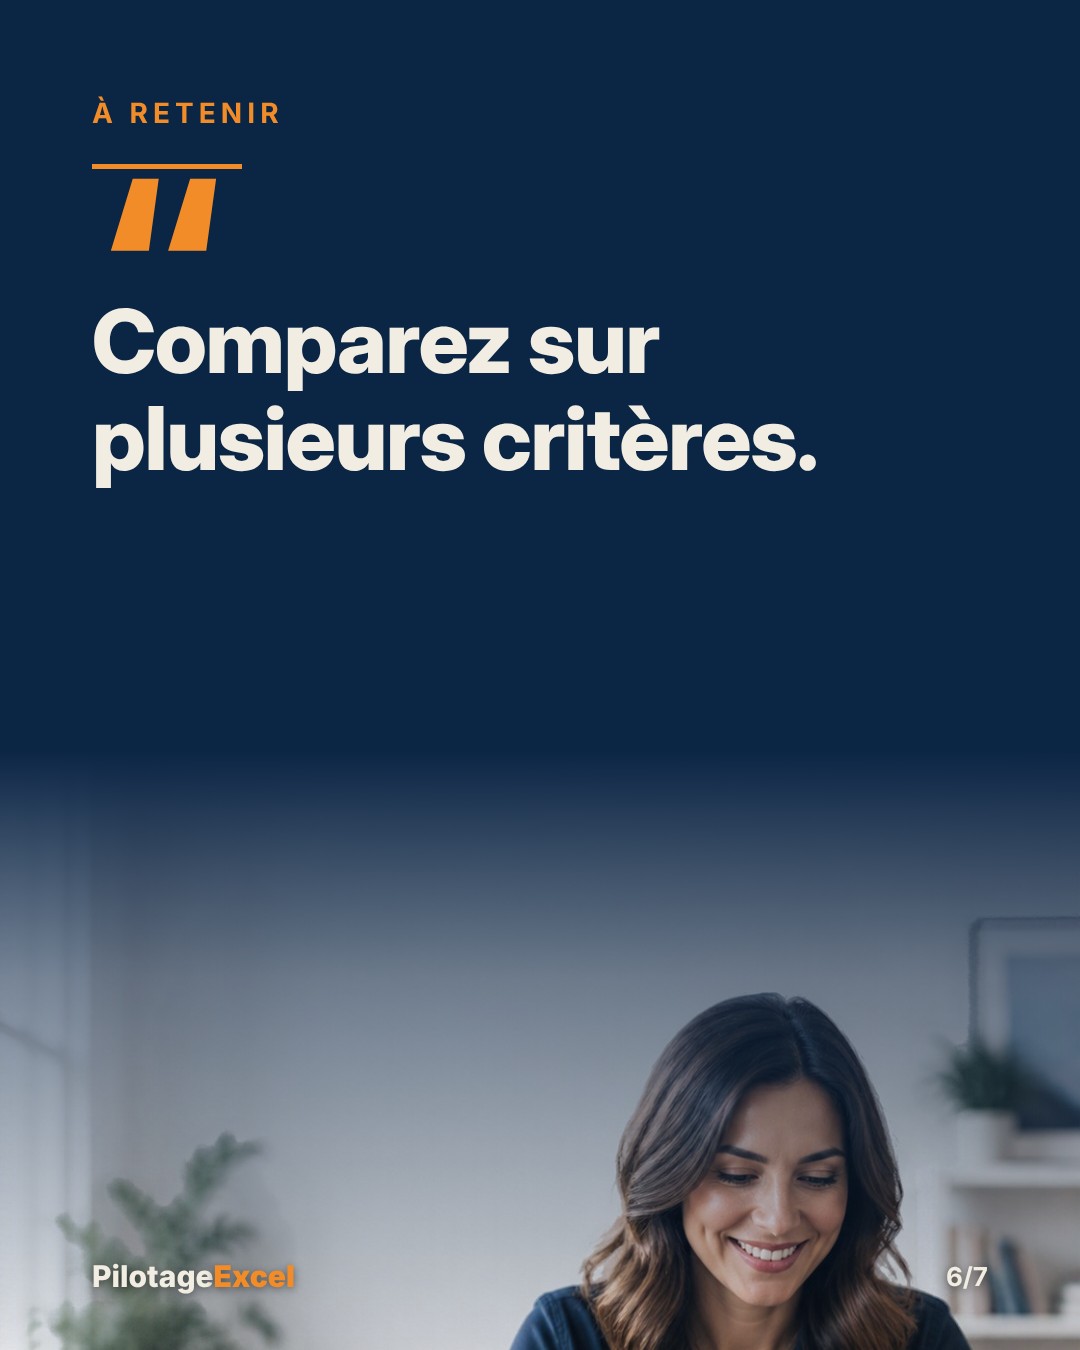 À RETENIR
"
Comparez sur
plusieurs critères.
PilotageExcel
6/7